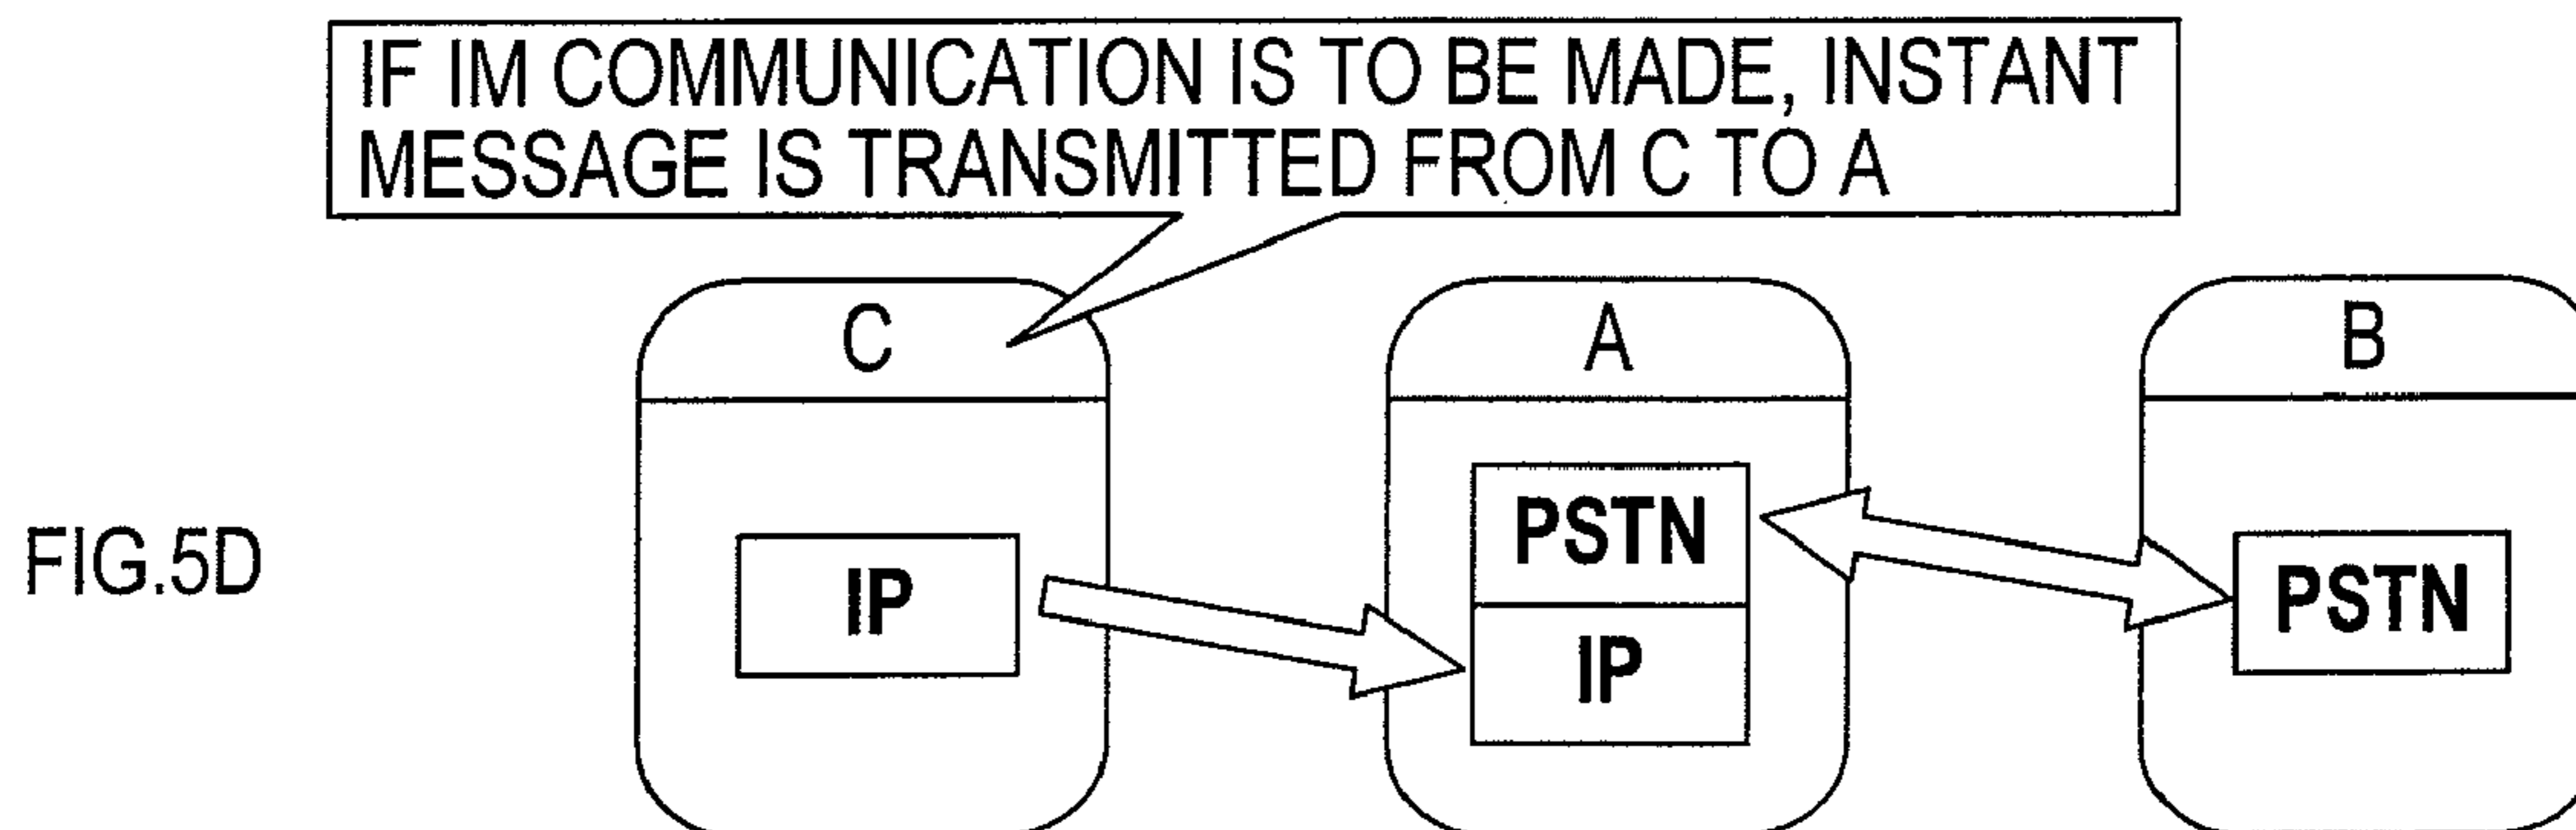 IF IM COMMUNICATION IS TO BE MADE, INSTANT
MESSAGE IS TRANSMITTED FROM C TO A
C
A
B
FIG.5D
IP
PSTN
IP
PSTN